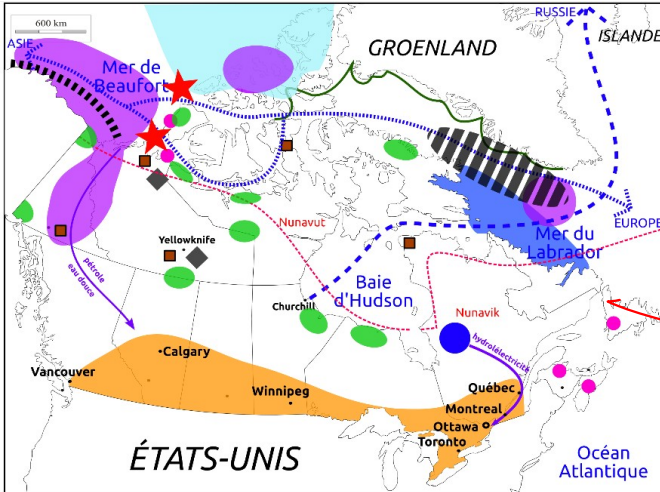 600 km
RUSSIE
ISLANDE
ASIE
GROENLAND
Mer de
Beaufort
Nunavut
EUROPE
Mer du
Labrador
Yellowknife
pétrole
eau douce
Baie
d'Hudson
Churchill
Nunavik
hydroélectricité
Calgary
Vancouver
Winnipeg
Québec
Montreal
Ottawa
Toronto
ÉTATS-UNIS
Océan
Atlantique